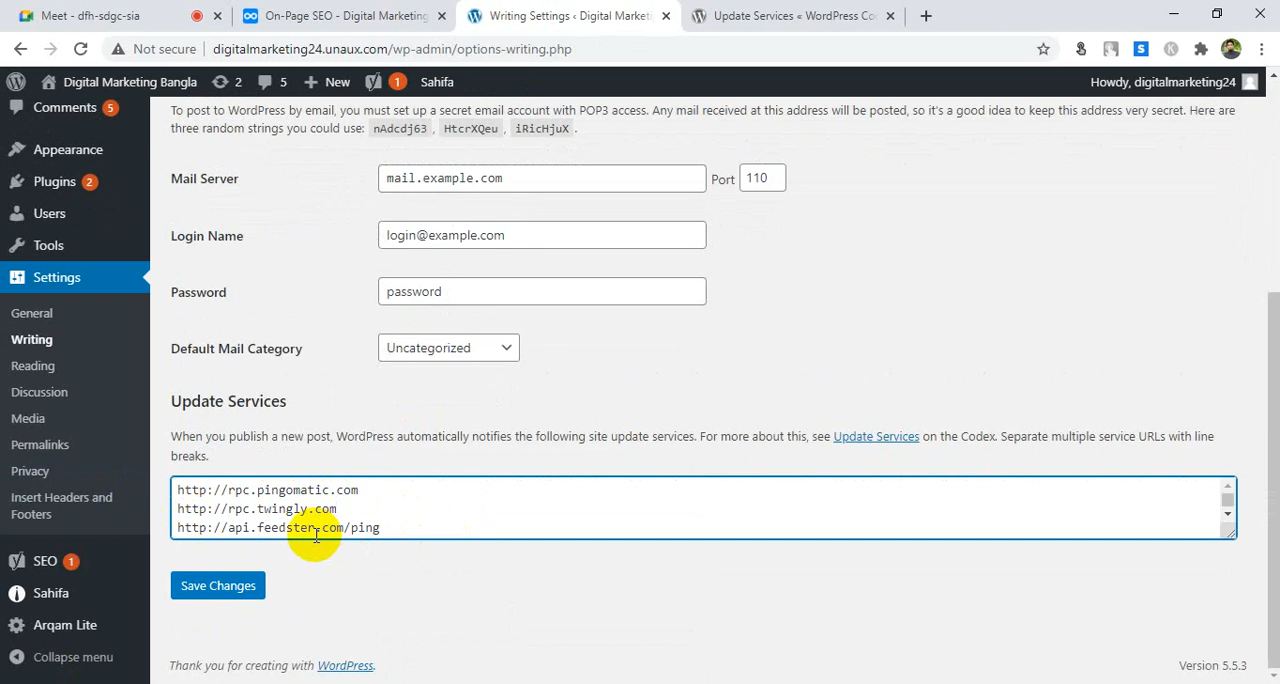 Meet - dfh-sdgc-sia
On-Page SEO - Digital Marketing
Writing Settings ‹ Digital Marketi
Update Services « WordPress Co
Not secure
digitalmarketing24.unaux.com/wp-admin/options-writing.php
Digital Marketing Bangla
2
5
New
1
Sahifa
Howdy, digitalmarketing24
Comments 5
Appearance
Plugins 2
Users
Tools
Settings
General
Writing
Reading
Discussion
Media
Permalinks
Privacy
Insert Headers and
Footers
SEO 1
Sahifa
Arqam Lite
Collapse menu
To post to WordPress by email, you must set up a secret email account with POP3 access. Any mail received at this address will be posted, so it's a good idea to keep this address very secret. Here are
three random strings you could use: nAdcdj63 , HtcrXQeu , iRicHjuX .
Mail Server
mail.example.com
Port 110
Login Name
login@example.com
Password
password
Default Mail Category
Uncategorized
Update Services
When you publish a new post, WordPress automatically notifies the following site update services. For more about this, see Update Services on the Codex. Separate multiple service URLs with line
breaks.
http://rpc.pingomatic.com
http://rpc.twingly.com
http://api.feedster.com/ping
Save Changes
Thank you for creating with WordPress.
Version 5.5.3